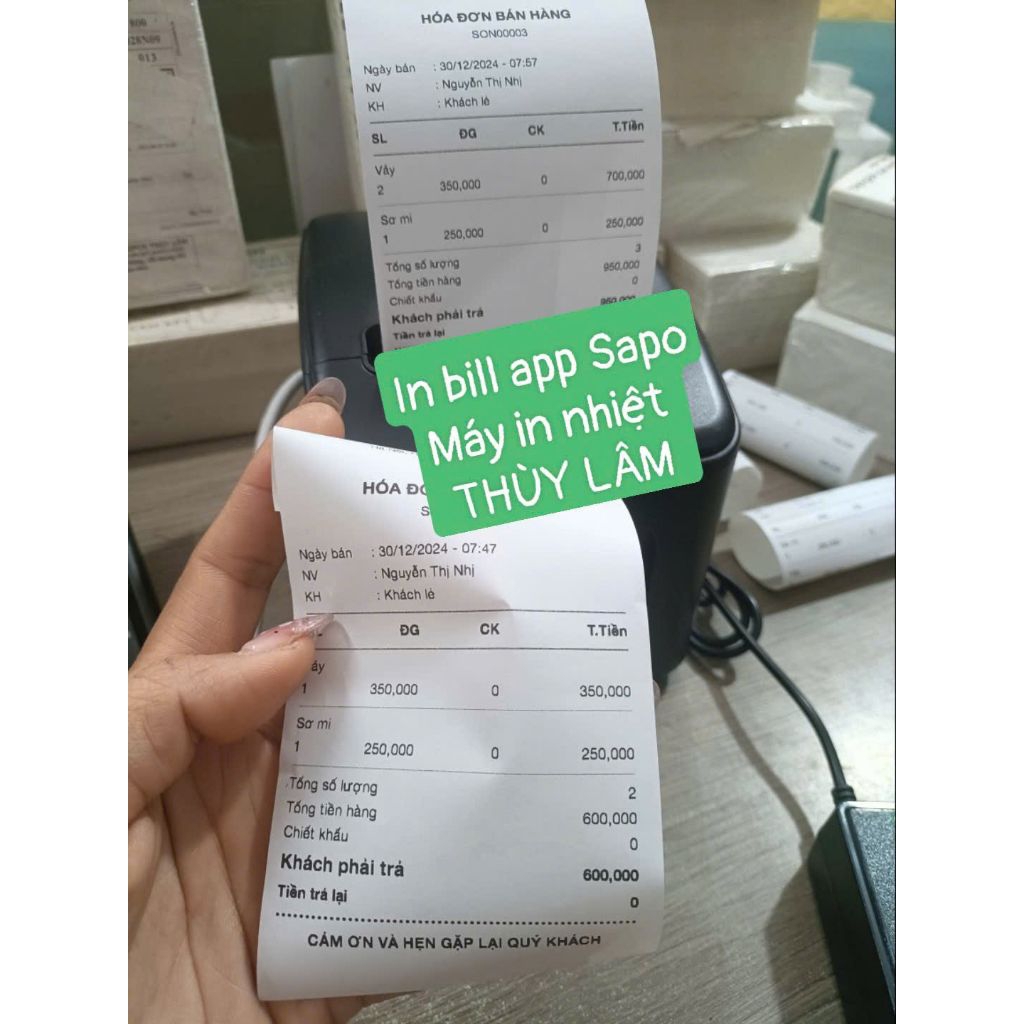 HÓA ĐƠN BÁN HÀNG
SON00003
Ngày bán : 30/12/2024 - 07:57
NV : Nguyễn Thị Nhị
KH : Khách lẻ
SL ĐG CK T.Tiền
Váy
2 350,000 0 700,000
Sơ mi
1 250,000 0 250,000
Tổng số lượng 3
Tổng tiền hàng 950,000
Chiết khấu 0
Khách phải trả 950,000
Tiền trả lại
In bill app Sapo
Máy in nhiệt
THÙY LÂM
HÓA
Ngày bán : 30/12/2024 - 07:47
NV : Nguyễn Thị Nhị
KH : Khách lẻ
ĐG CK T.Tiền
1 350,000 0 350,000
Sơ mi
1 250,000 0 250,000
Tổng số lượng 2
Tổng tiền hàng 600,000
Chiết khấu 0
Khách phải trả 600,000
Tiền trả lại 0
CẢM ƠN VÀ HẸN GẶP LẠI QUÝ KHÁCH